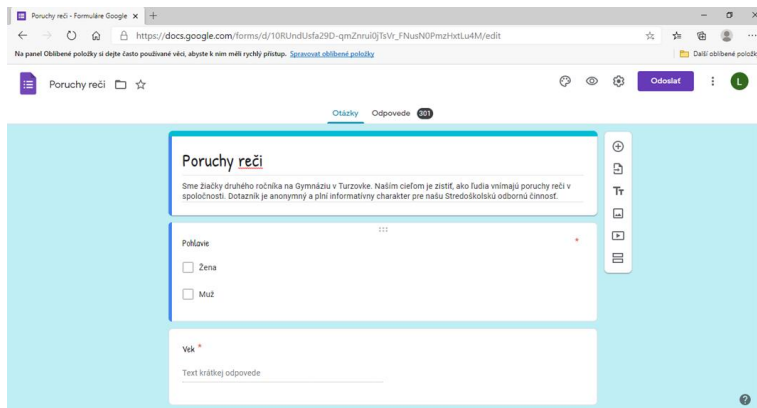 Poruchy reči - Formuláre Google
https://docs.google.com/forms/d/10RUndUsfa29D-qmZnrui0jTsVr_FNusN0PmzHxtLu4M/edit
Na panel Oblíbené položky si dejte často používané věci, abyste k nim měli rychlý přístup. Spravovat oblíbené položky
Další oblíbené položk
Poruchy reči
Odoslať
L
Otázky Odpovede 301
Poruchy reči
Sme žiačky druhého ročníka na Gymnáziu v Turzovke. Naším cieľom je zistiť, ako ľudia vnímajú poruchy reči v
spoločnosti. Dotazník je anonymný a plní informatívny charakter pre našu Stredoškolskú odbornú činnosť.
Tт
Pohlavie *
Žena
Muž
Vek *
Text krátkej odpovede